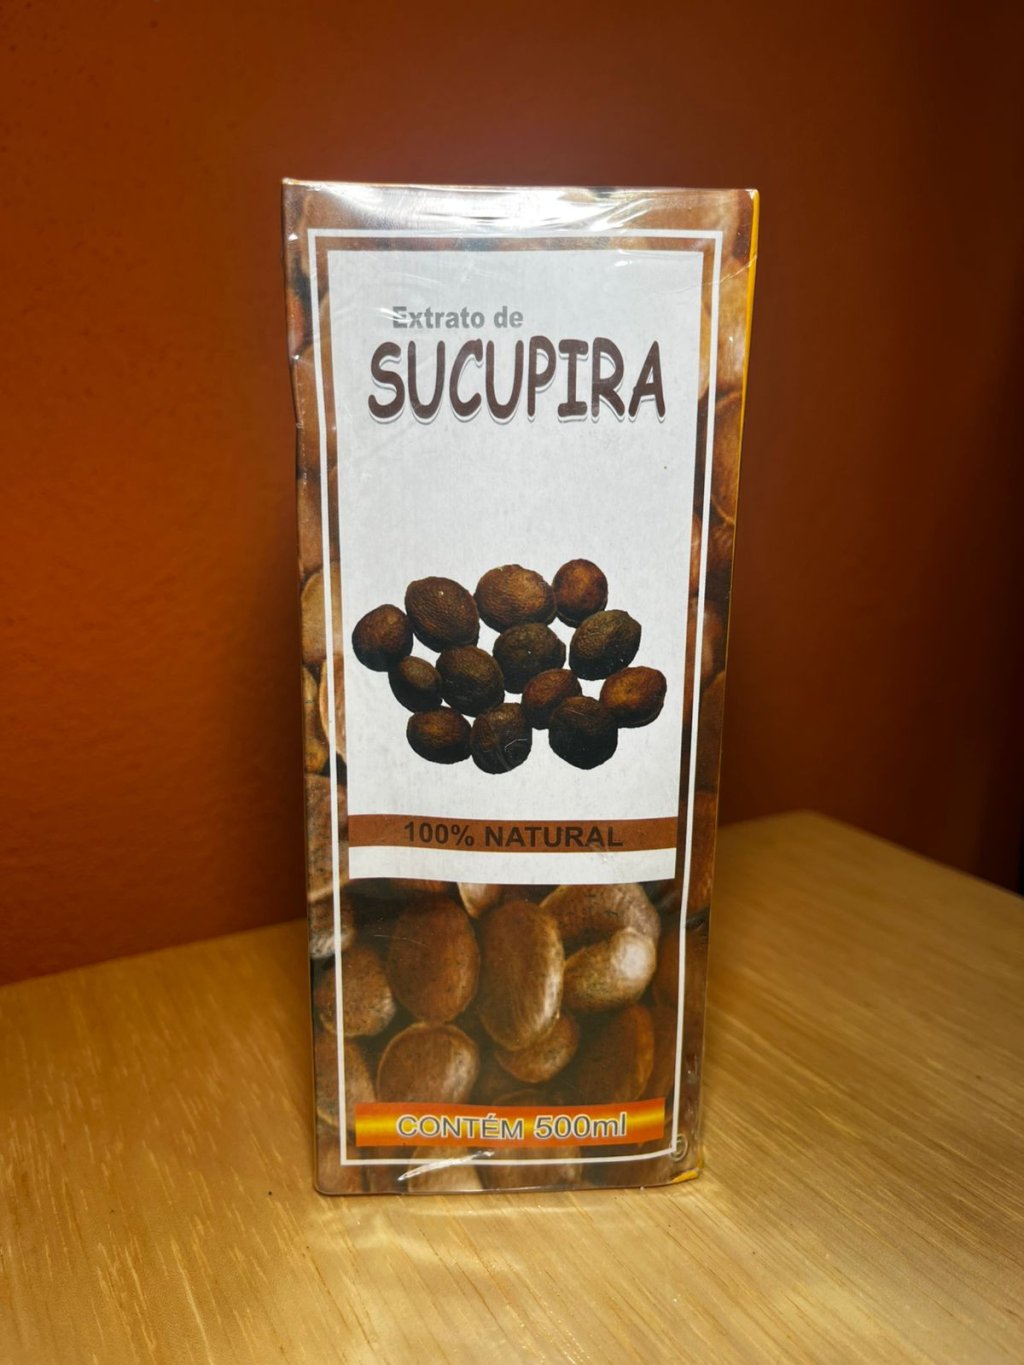 Extrato de
SUCUPIRA
100% NATURAL
CONTÉM 500ml